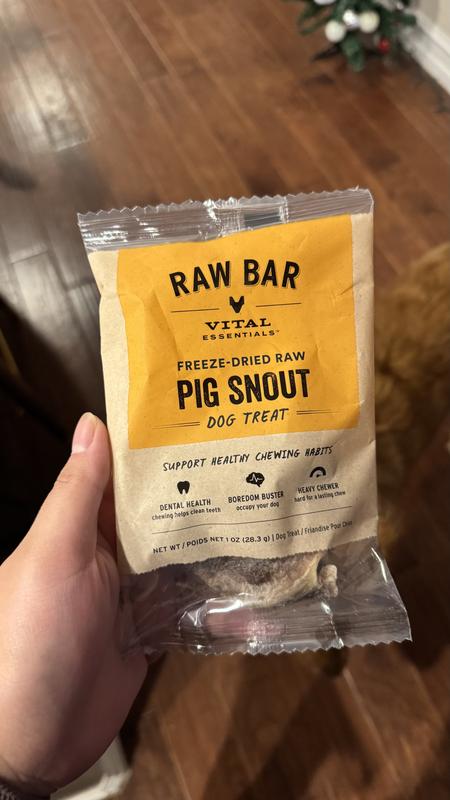 RAW BAR
VITAL
ESSENTIALS™
FREEZE-DRIED RAW
PIG SNOUT
DOG TREAT
SUPPORT HEALTHY CHEWING HABITS
DENTAL HEALTH
chewing helps clean teeth
BOREDOM BUSTER
occupy your dog
HEAVY CHEWER
hard for a lasting chew
NET WT / POIDS NET 1 OZ (28.3 g) | Dog Treat / Friandise Pour Chien